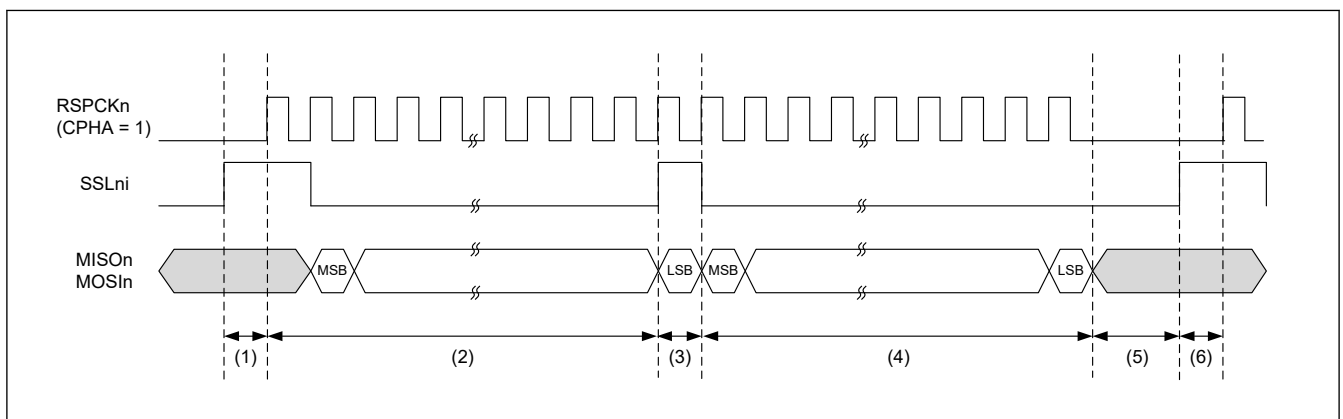 RSPCKn
(CPHA = 1)
SSLni
MISOn
MOSIn
MSB
LSB
MSB
LSB
(1)
(2)
(3)
(4)
(5)
(6)